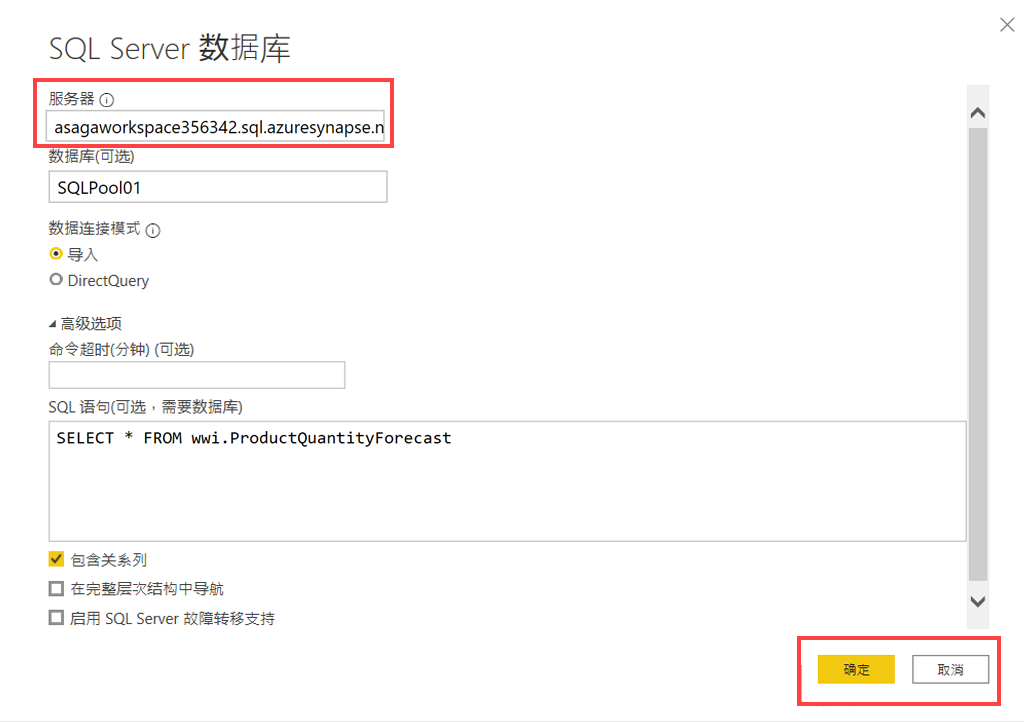 SQL Server 数据库
服务器
asagaworkspace356342.sql.azuresynapse.n
数据库(可选)
SQLPool01
数据连接模式
导入
DirectQuery
高级选项
命令超时(分钟) (可选)
SQL 语句(可选，需要数据库)
SELECT * FROM wwi.ProductQuantityForecast
包含关系列
在完整层次结构中导航
启用 SQL Server 故障转移支持
确定 取消